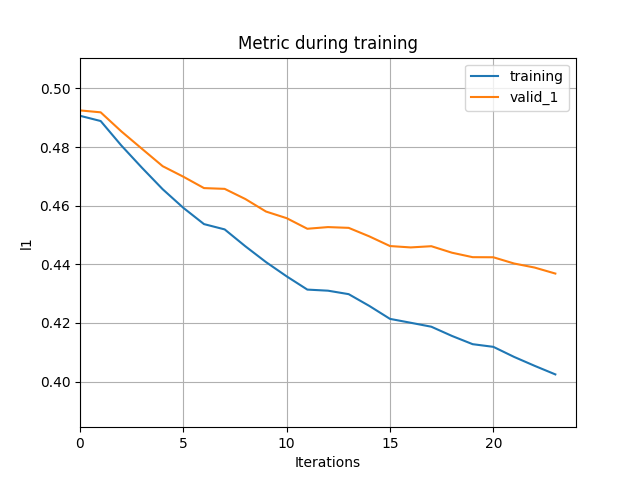 Metric during training
training
valid_1
0.50
0.48
0.46
0.44
0.42
0.40
l1
0 5 10 15 20
Iterations